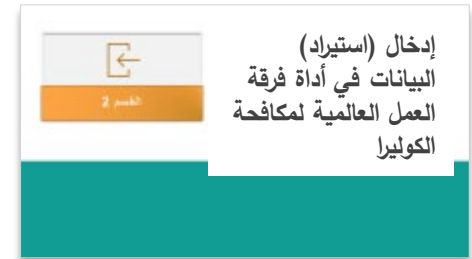 إدخال (استيراد)
البيانات في أداة فرقة
العمل العالمية لمكافحة
الكوليرا
القسم 2